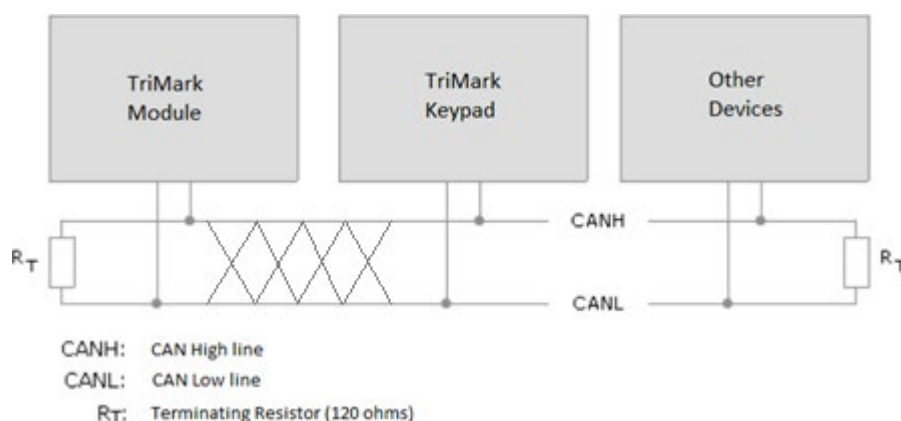 TriMark
Module
TriMark
Keypad
Other
Devices
CANH
RT
RT
CANL
CANH: CAN High line
CANL: CAN Low line
RT: Terminating Resistor (120 ohms)